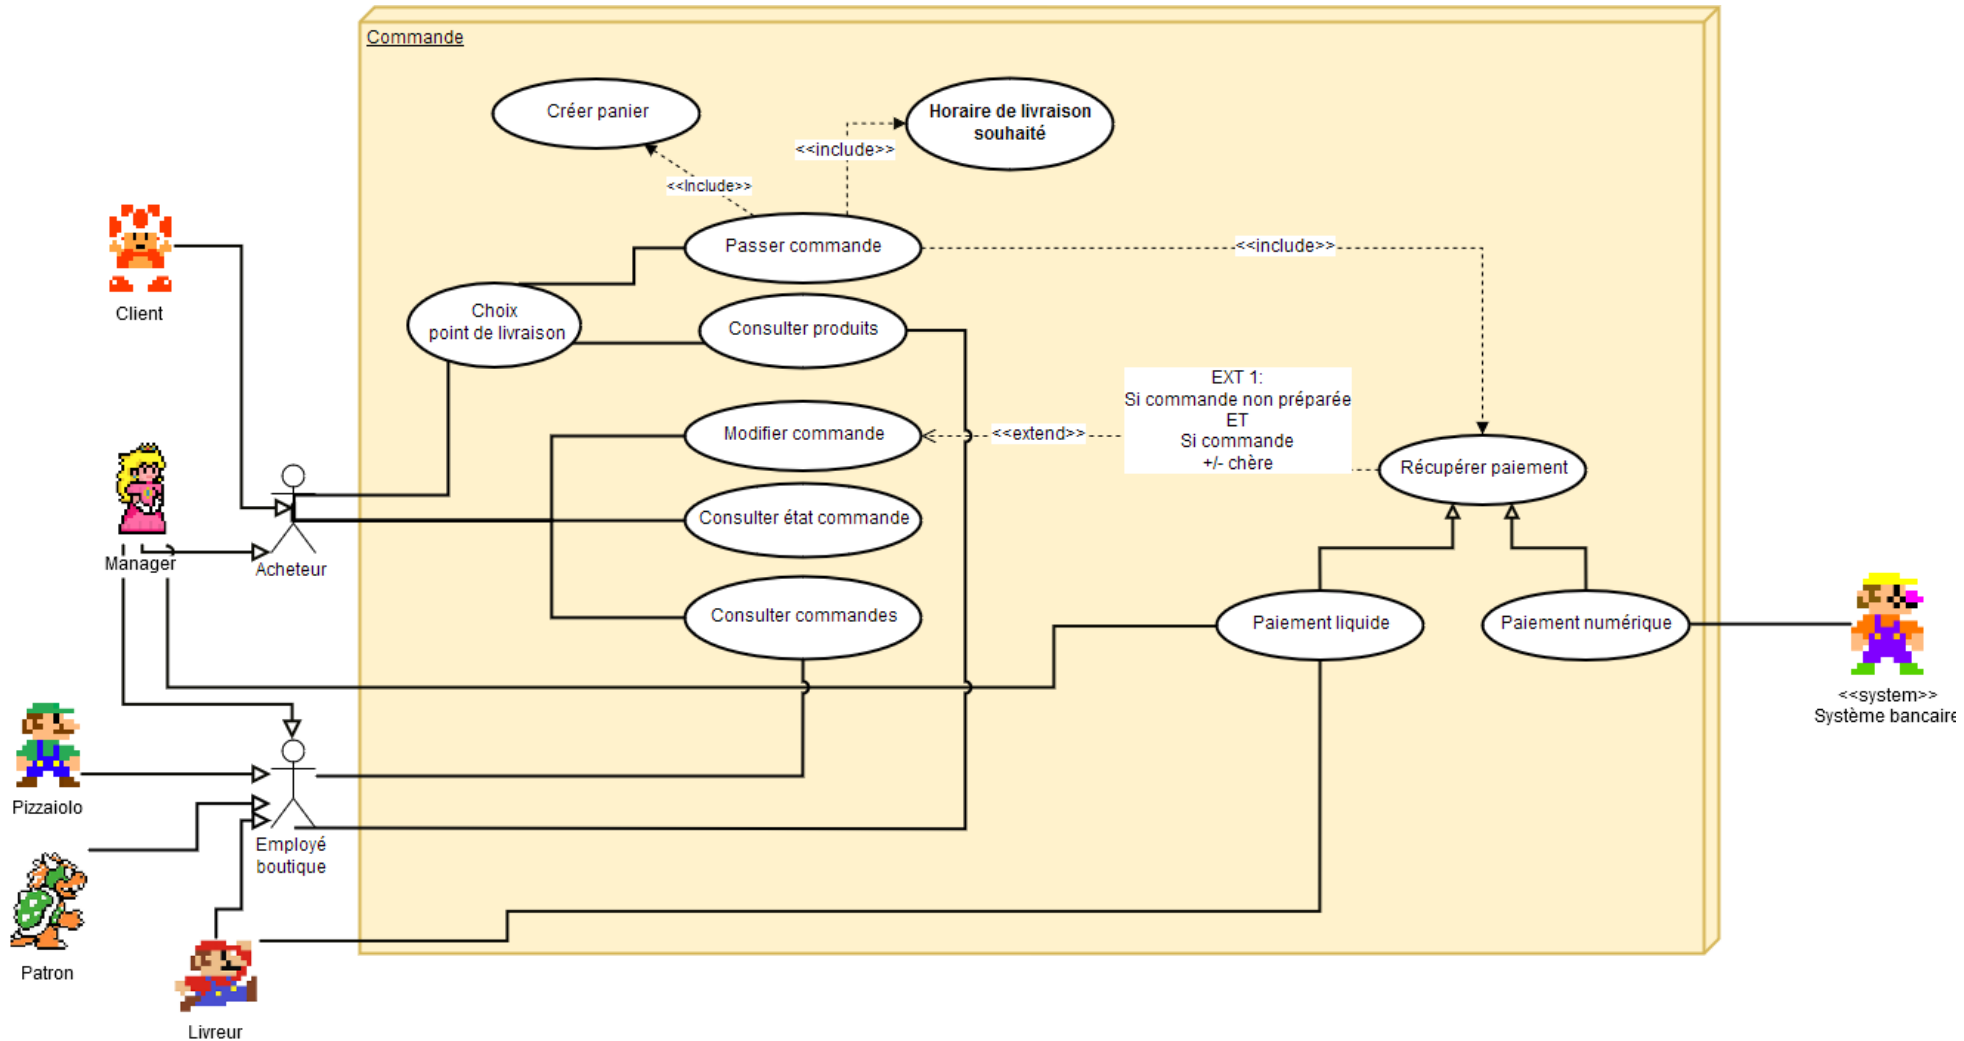 Commande
Créer panier
Horaire de livraison
souhaité
<<include>>
<<Include>>
Passer commande
<<include>>
Choix
point de livraison
Consulter produits
Client
EXT 1:
Si commande non préparée
ET
Si commande
+/- chère
Modifier commande
<<extend>>
Récupérer paiement
Consulter état commande
Manager
Acheteur
Consulter commandes
Paiement liquide
Paiement numérique
<<system>>
Système bancaire
Pizzaiolo
Employé
boutique
Patron
Livreur